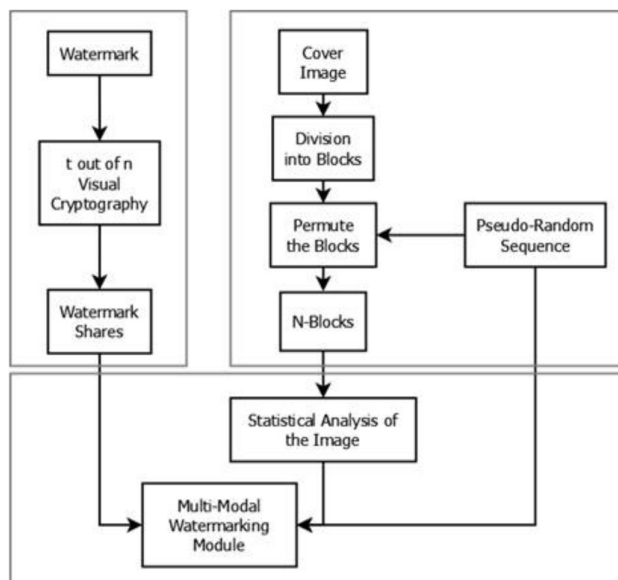 Watermark
t out of n
Visual
Cryptography
Watermark
Shares
Cover
Image
Division
into Blocks
Permute
the Blocks
Pseudo-Random
Sequence
N-Blocks
Statistical Analysis of
the Image
Multi-Modal
Watermarking
Module